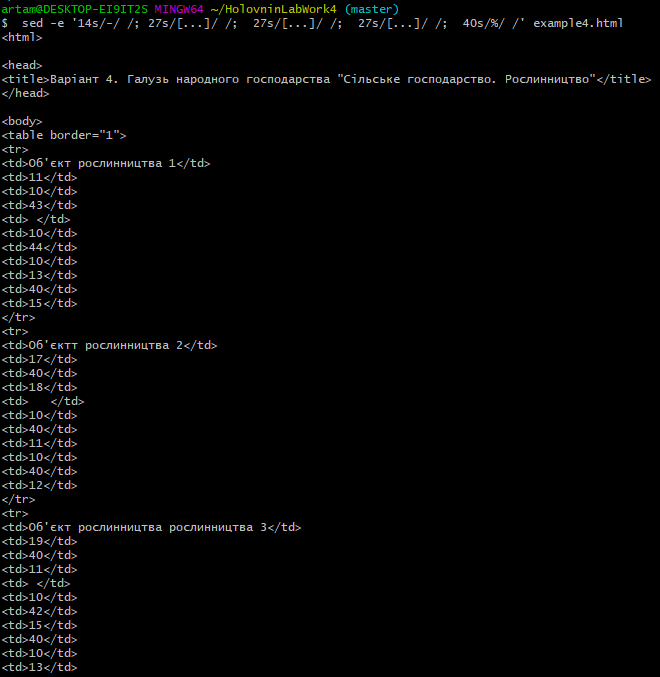 artam@DESKTOP-EI9IT2S MINGW64 ~/HolovninLabWork4 (master)
$  sed -e '14s/-/ /; 27s/[...]/ /;  27s/[...]/ /;  27s/[...]/ /;  40s/%/ /' example4.html
<html>
<head>
<title>Варіант 4. Галузь народного господарства "Сільське господарство. Рослинництво"</title>
</head>
<body>
<table border="1">
<tr>
<td>Об'єкт рослинництва 1</td>
<td>11</td>
<td>10</td>
<td>43</td>
<td> </td>
<td>10</td>
<td>44</td>
<td>10</td>
<td>13</td>
<td>40</td>
<td>15</td>
</tr>
<tr>
<td>Об'єктт рослинництва 2</td>
<td>17</td>
<td>40</td>
<td>18</td>
<td>   </td>
<td>10</td>
<td>40</td>
<td>11</td>
<td>10</td>
<td>40</td>
<td>12</td>
</tr>
<tr>
<td>Об'єкт рослинництва рослинництва 3</td>
<td>19</td>
<td>40</td>
<td>11</td>
<td> </td>
<td>10</td>
<td>42</td>
<td>15</td>
<td>40</td>
<td>10</td>
<td>13</td>